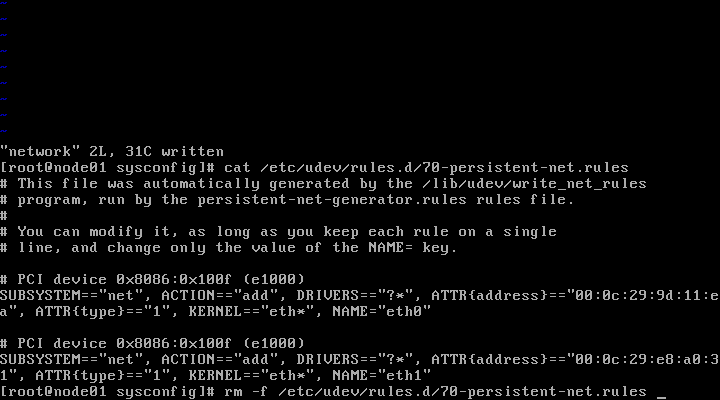 ~
~
~
~
~
~
~
~
~
"network" 2L, 31C written
[root@node01 sysconfig]# cat /etc/udev/rules.d/70-persistent-net.rules
# This file was automatically generated by the /lib/udev/write_net_rules
# program, run by the persistent-net-generator.rules rules file.
#
# You can modify it, as long as you keep each rule on a single
# line, and change only the value of the NAME= key.
# PCI device 0x8086:0x100f (e1000)
SUBSYSTEM=="net", ACTION=="add", DRIVERS=="?*", ATTR{address}=="00:0c:29:9d:11:e
a", ATTR{type}=="1", KERNEL=="eth*", NAME="eth0"
# PCI device 0x8086:0x100f (e1000)
SUBSYSTEM=="net", ACTION=="add", DRIVERS=="?*", ATTR{address}=="00:0c:29:e8:a0:3
1", ATTR{type}=="1", KERNEL=="eth*", NAME="eth1"
[root@node01 sysconfig]# rm -f /etc/udev/rules.d/70-persistent-net.rules _